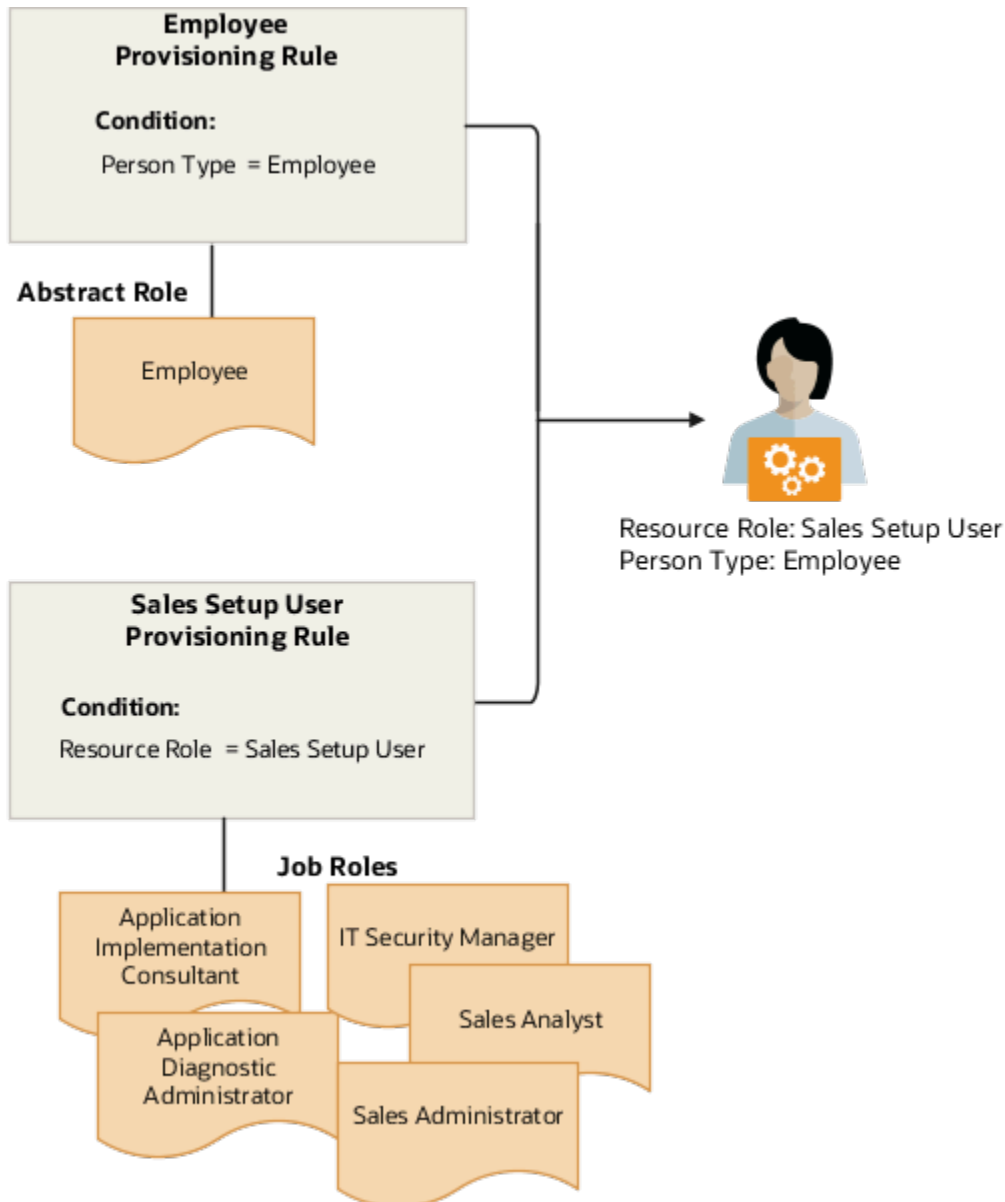 Employee
Provisioning Rule
Condition:
Person Type = Employee
Abstract Role
Employee
Resource Role: Sales Setup User
Person Type: Employee
Sales Setup User
Provisioning Rule
Condition:
Resource Role = Sales Setup User
Job Roles
Application
Implementation
Consultant
IT Security Manager
Sales Analyst
Application
Diagnostic
Administrator
Sales Administrator